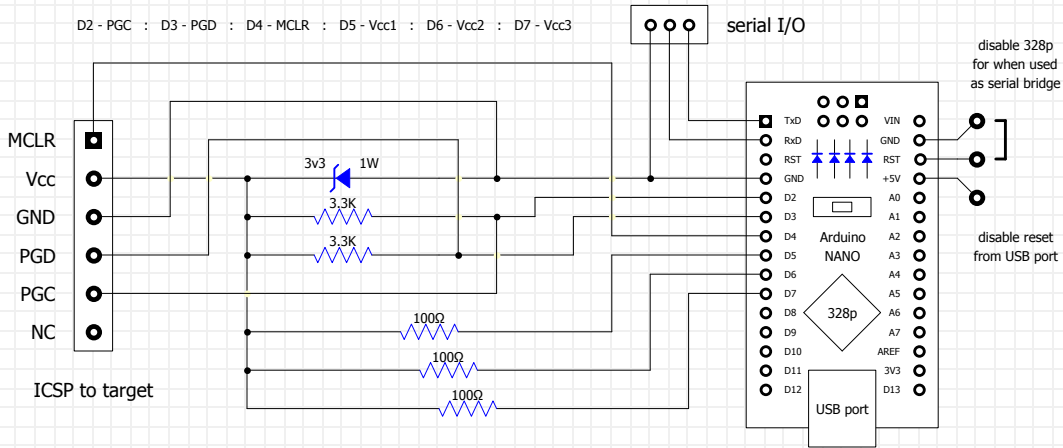 D2 - PGC : D3 - PGD : D4 - MCLR : D5 - Vcc1 : D6 - Vcc2 : D7 - Vcc3
serial I/O
disable 328p
for when used
as serial bridge
MCLR
Vcc
GND
PGD
PGC
NC
ICSP to target
3v3 1W
3.3K
3.3K
100Ω
100Ω
100Ω
TxD
RxD
RST
GND
D2
D3
D4
D5
D6
D7
D8
D9
D10
D11
D12
Arduino
NANO
328p
USB port
VIN
GND
RST
+5V
A0
A1
A2
A3
A4
A5
A6
A7
AREF
3V3
D13
disable reset
from USB port